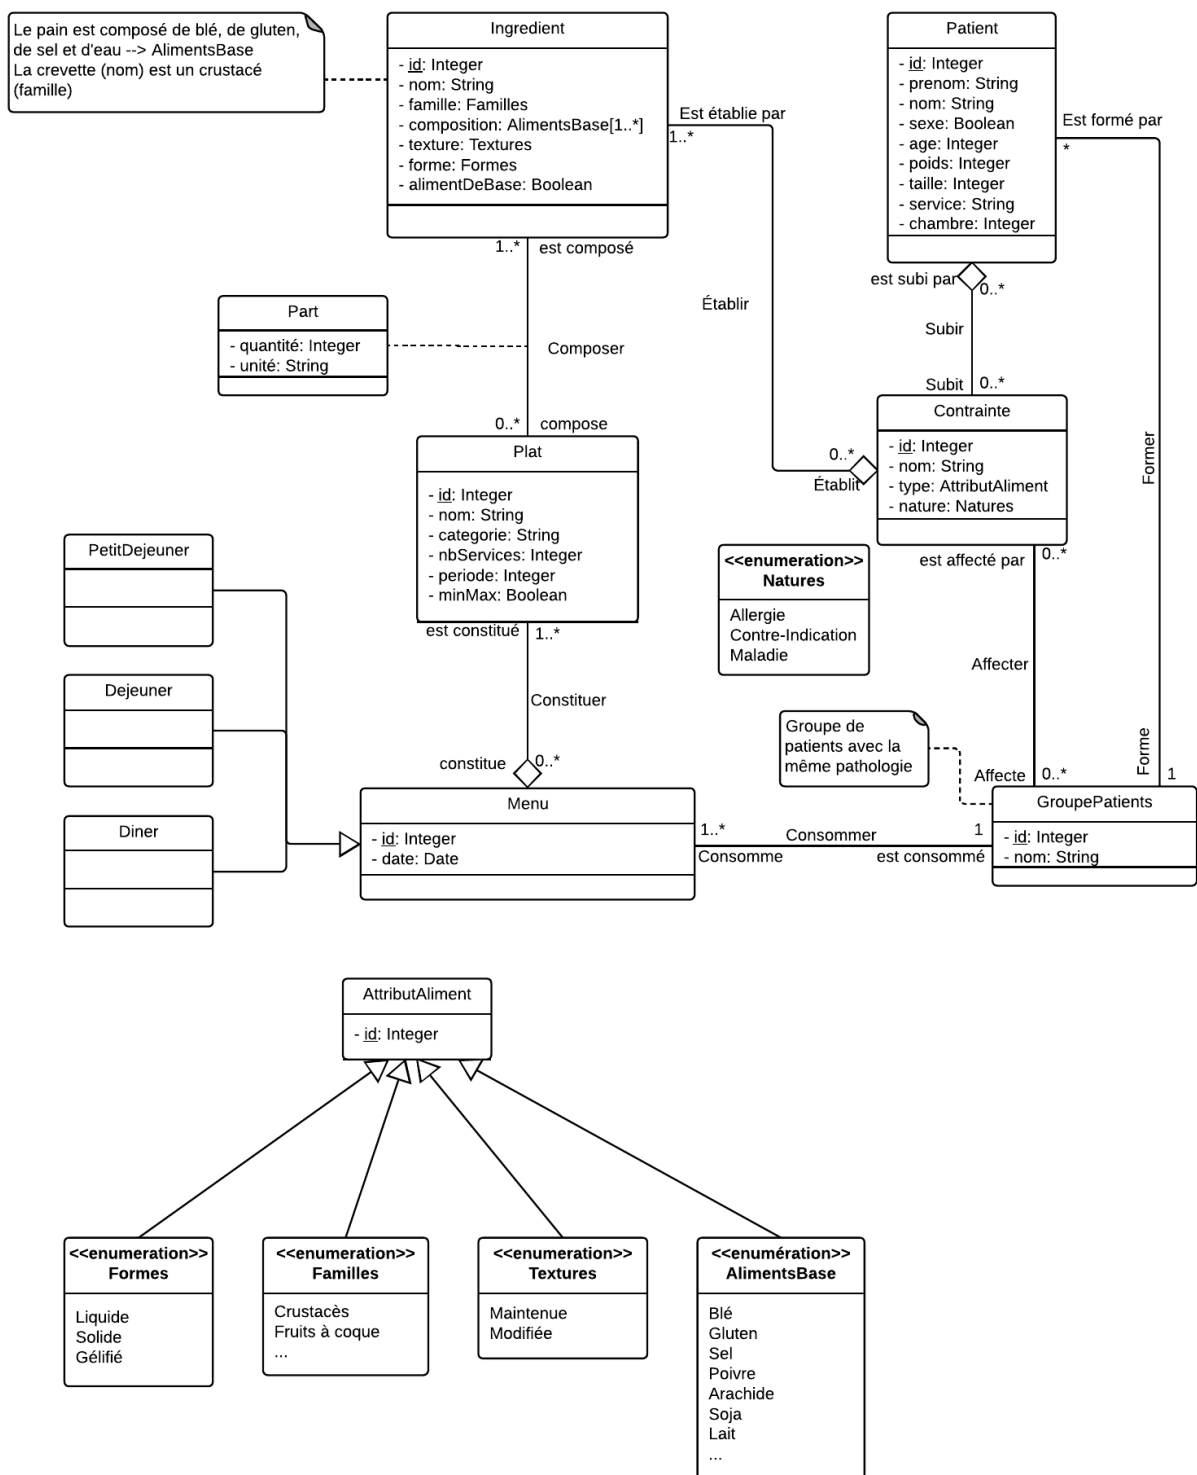 Le pain est composé de blé, de gluten,
de sel et d'eau --> AlimentsBase
La crevette (nom) est un crustacé
(famille)
Ingredient
- id: Integer
- nom: String
- famille: Familles
- composition: AlimentsBase[1..*]
- texture: Textures
- forme: Formes
- alimentDeBase: Boolean
Patient
- id: Integer
- prenom: String
- nom: String
- sexe: Boolean
- age: Integer
- poids: Integer
- taille: Integer
- service: String
- chambre: Integer
Est établie par
1..*
Est formé par
*
1..*
est composé
est subi par
0..*
Part
- quantité: Integer
- unité: String
Établir
Composer
Subir
0..*
compose
Subit
0..*
Plat
- id: Integer
- nom: String
- categorie: String
- nbServices: Integer
- periode: Integer
- minMax: Boolean
0..*
Établit
Contrainte
- id: Integer
- nom: String
- type: AttributAliment
- nature: Natures
Former
PetitDejeuner
<<enumeration>>
Natures
Allergie
Contre-Indication
Maladie
est affecté par
0..*
est constitué
1..*
Affecter
Dejeuner
Constituer
Groupe de
patients avec la
même pathologie
constitue
0..*
Affecte
0..*
Forme
1
Diner
Menu
- id: Integer
- date: Date
1..*
Consommer
1
Consomme
est consommé
GroupePatients
- id: Integer
- nom: String
AttributAliment
- id: Integer
<<enumeration>>
Formes
Liquide
Solide
Gélifié
<<enumeration>>
Familles
Crustacès
Fruits à coque
...
<<enumeration>>
Textures
Maintenue
Modifiée
<<enumération>>
AlimentsBase
Blé
Gluten
Sel
Poivre
Arachide
Soja
Lait
...